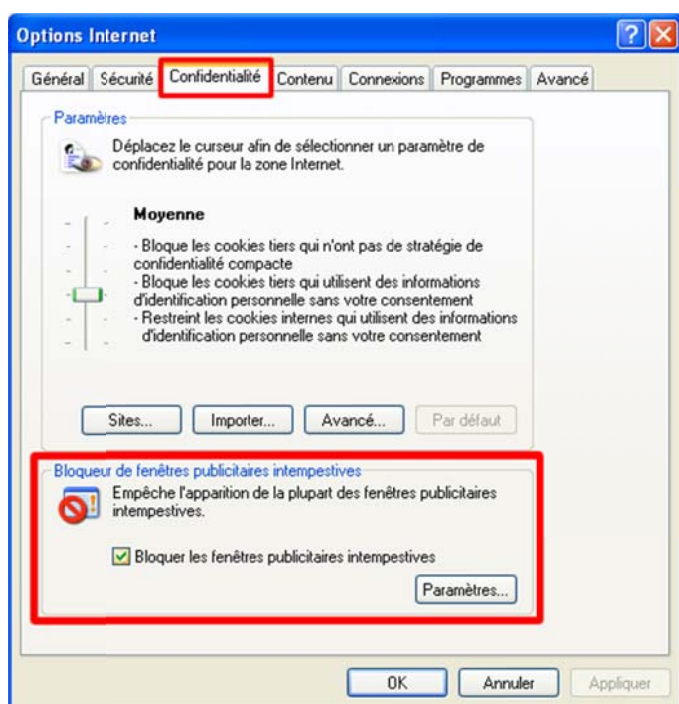 Options Internet
Général Sécurité Confidentialité Contenu Connexions Programmes Avancé
Paramètres
Déplacez le curseur afin de sélectionner un paramètre de
confidentialité pour la zone Internet.
Moyenne
- Bloque les cookies tiers qui n'ont pas de stratégie de
confidentialité compacte
- Bloque les cookies tiers qui utilisent des informations
d'identification personnelle sans votre consentement
- Restreint les cookies internes qui utilisent des informations
d'identification personnelle sans votre consentement
Sites... Importer... Avancé... Par défaut
Bloqueur de fenêtres publicitaires intempestives
Empêche l'apparition de la plupart des fenêtres publicitaires
intempestives.
Bloquer les fenêtres publicitaires intempestives
Paramètres...
OK Annuler Appliquer